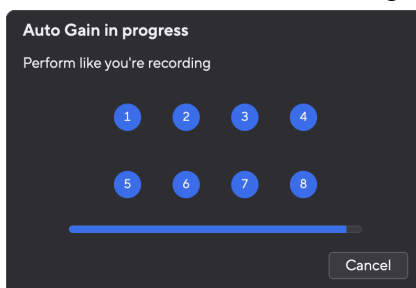 Auto Gain in progress
Perform like you're recording
1 2 3 4
5 6 7 8
Cancel